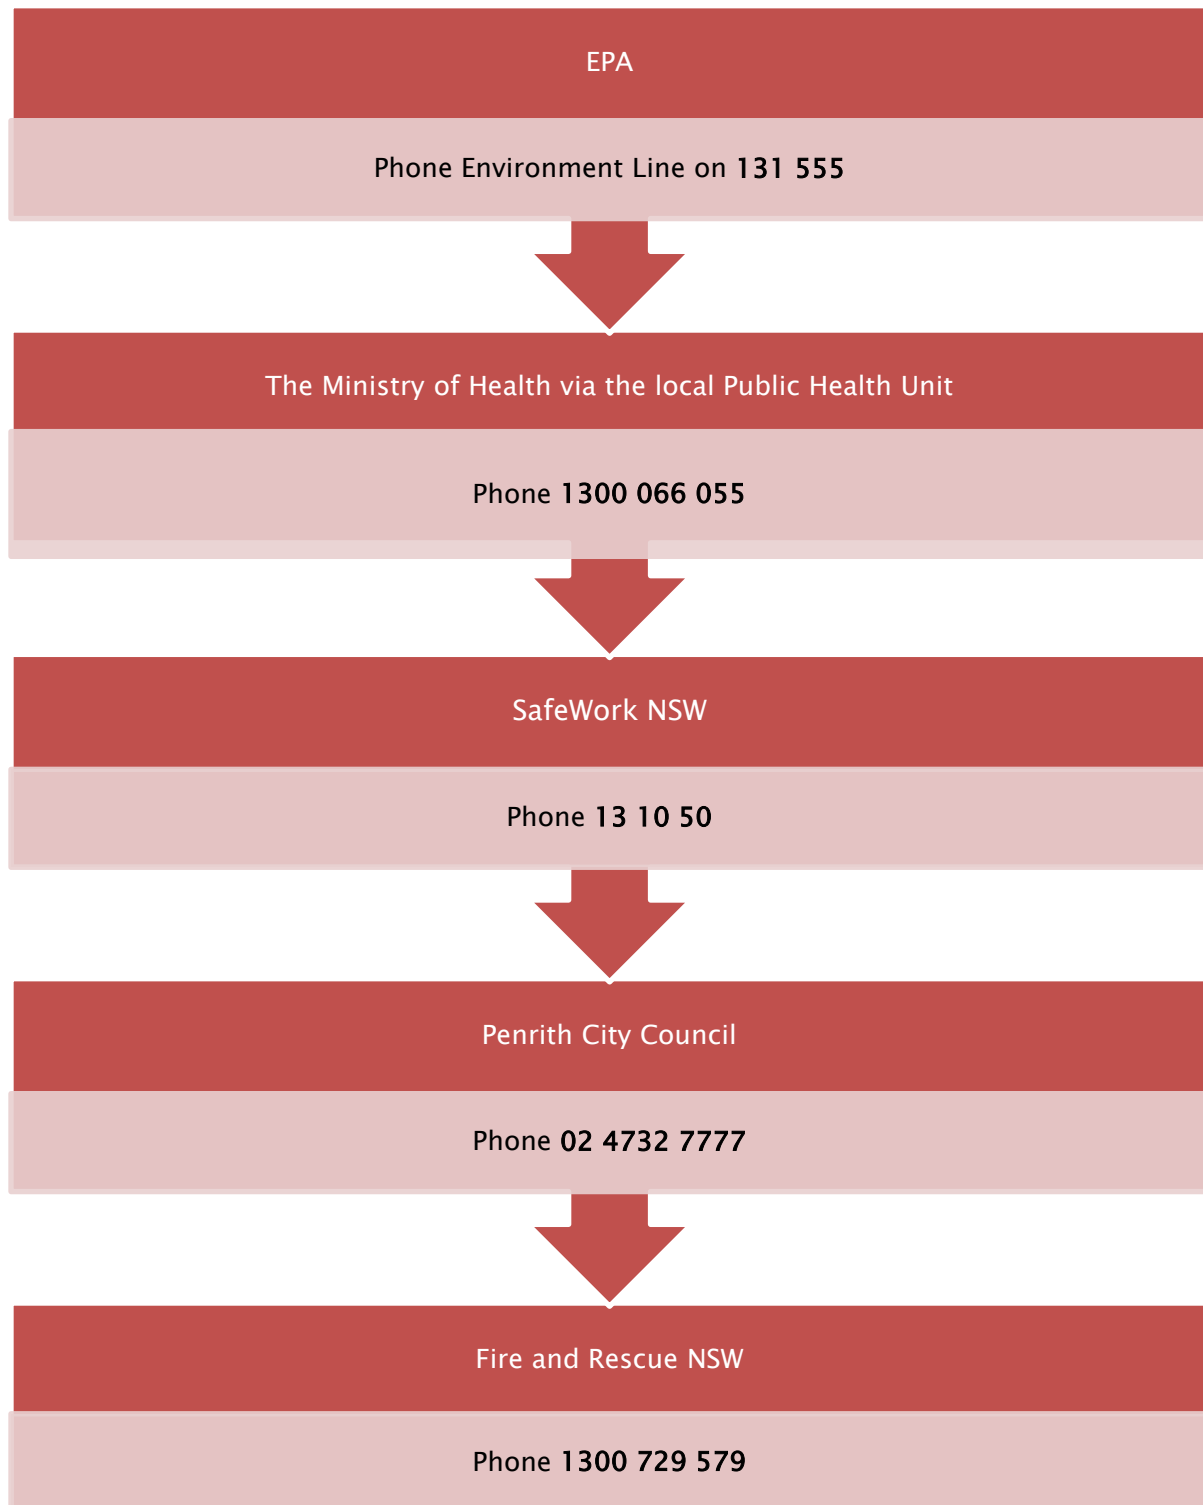 EPA
Phone Environment Line on 131 555
The Ministry of Health via the local Public Health Unit
Phone 1300 066 055
SafeWork NSW
Phone 13 10 50
Penrith City Council
Phone 02 4732 7777
Fire and Rescue NSW
Phone 1300 729 579